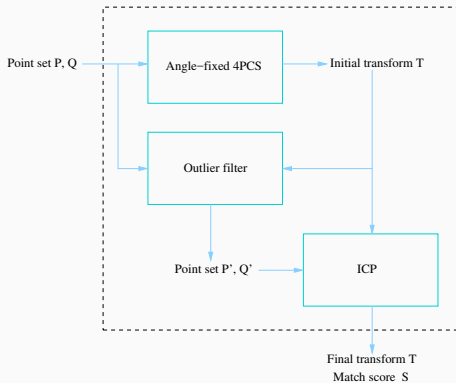 Point set P, Q
Angle−fixed 4PCS
Initial transform T
Outlier filter
Point set P', Q'
ICP
Final transform T
Match score S